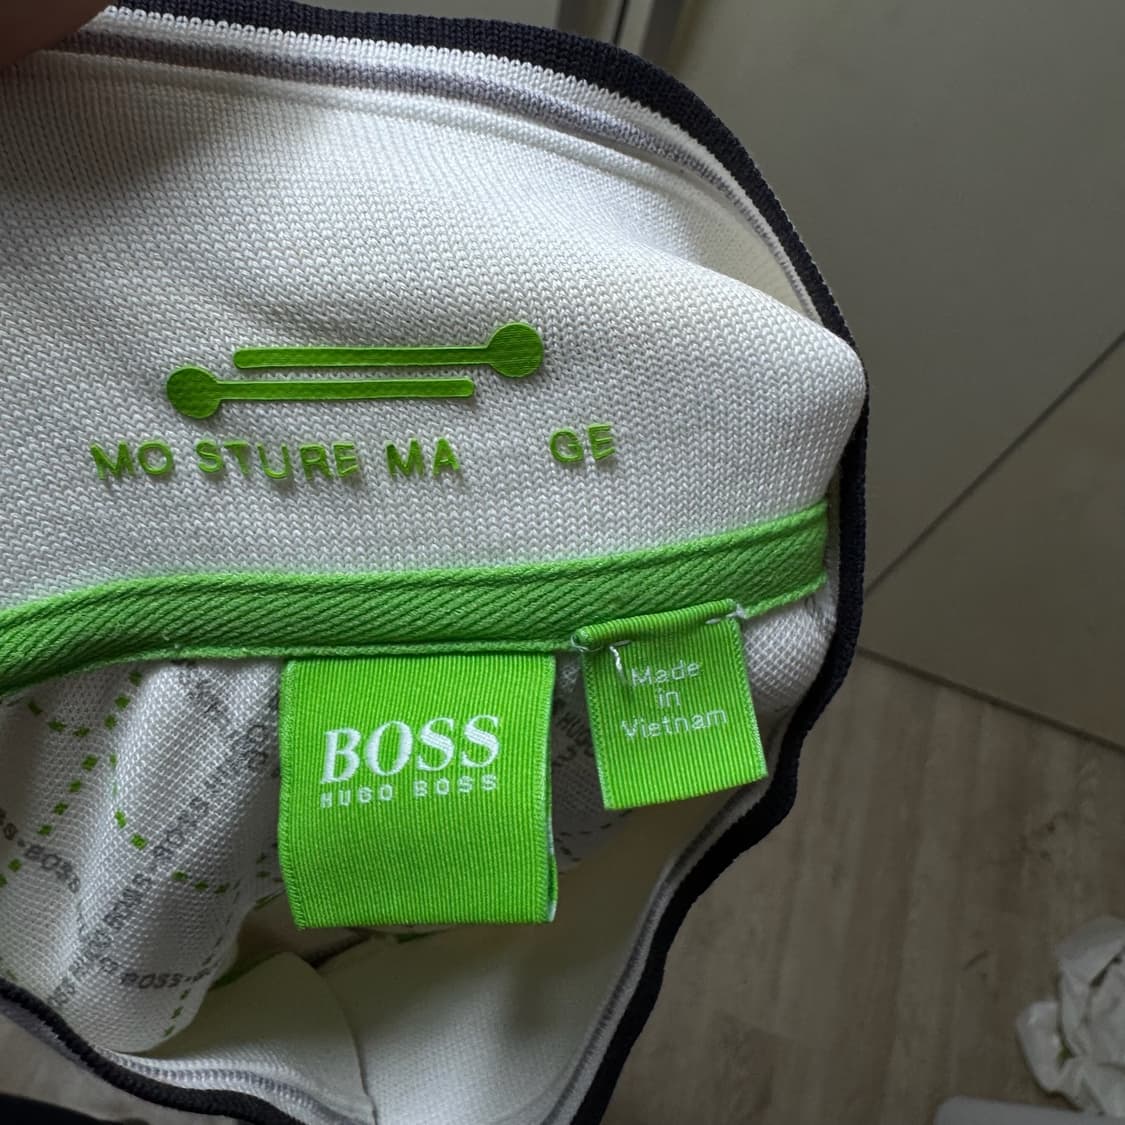 MO STURE MA GE
BOSS
HUGO BOSS
Made
in
Vietnam